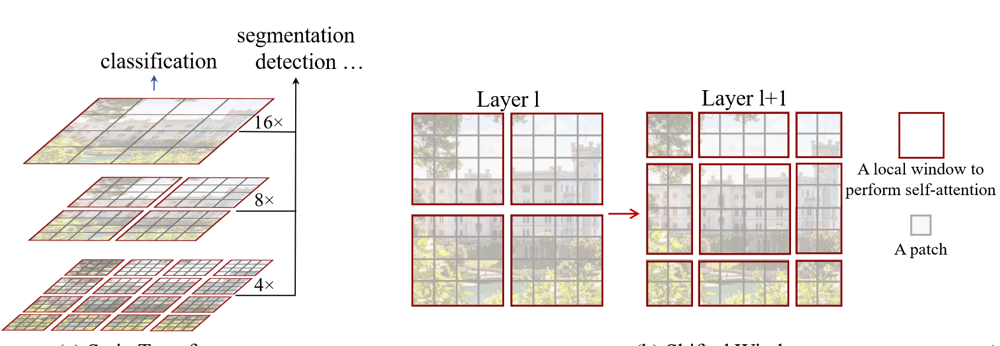 segmentation
classification
detection …
16×
8×
4×
Layer l
Layer l+1
A local window to
perform self-attention
A patch